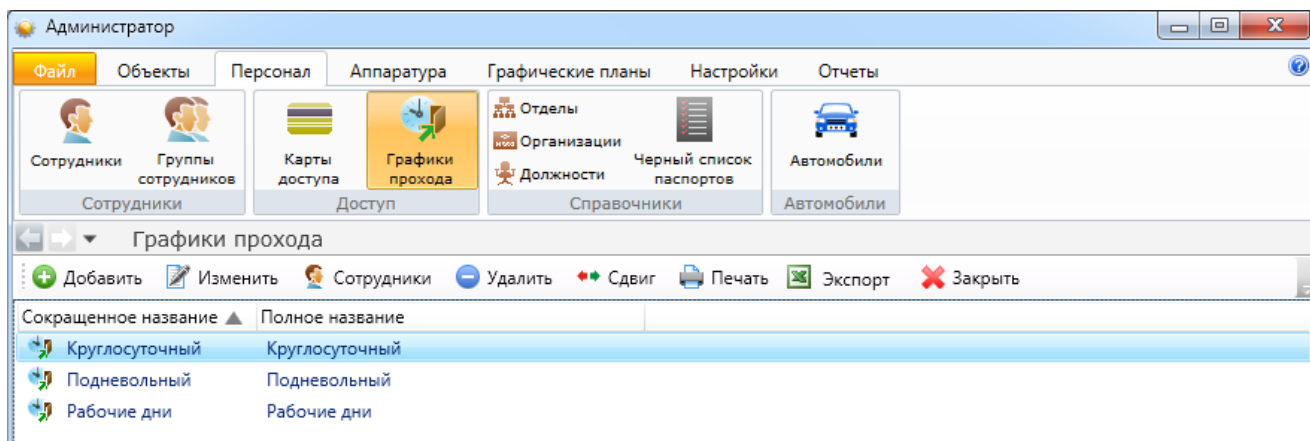 Администратор
Файл Объекты Персонал Аппаратура Графические планы Настройки Отчеты
Сотрудники
Группы сотрудников
Сотрудники
Карты доступа
Графики прохода
Доступ
Отделы
Организации
Должности
Черный список паспортов
Справочники
Автомобили
Автомобили
Графики прохода
Добавить Изменить Сотрудники Удалить Сдвиг Печать Экспорт Закрыть
Сокращенное название Полное название
Круглосуточный Круглосуточный
Подневольный Подневольный
Рабочие дни Рабочие дни